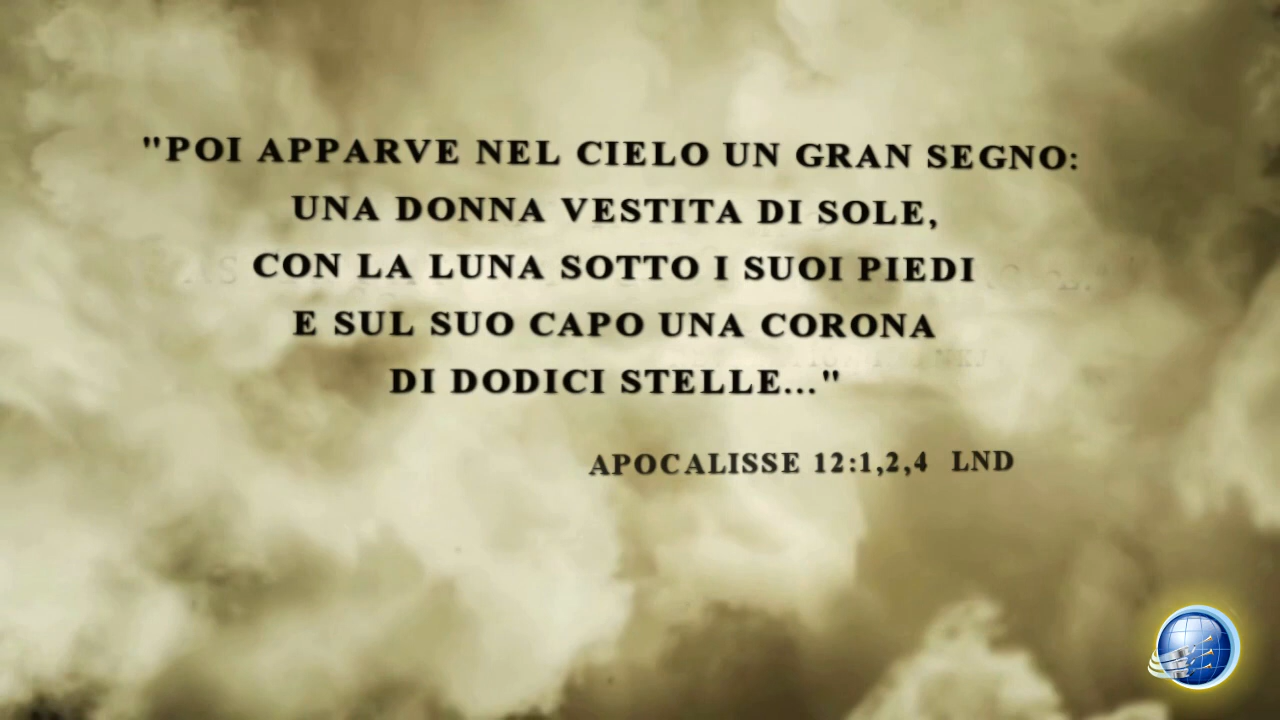 "POI APPARVE NEL CIELO UN GRAN SEGNO:
UNA DONNA VESTITA DI SOLE,
CON LA LUNA SOTTO I SUOI PIEDI
E SUL SUO CAPO UNA CORONA
DI DODICI STELLE..."
APOCALISSE 12:1,2,4 LND